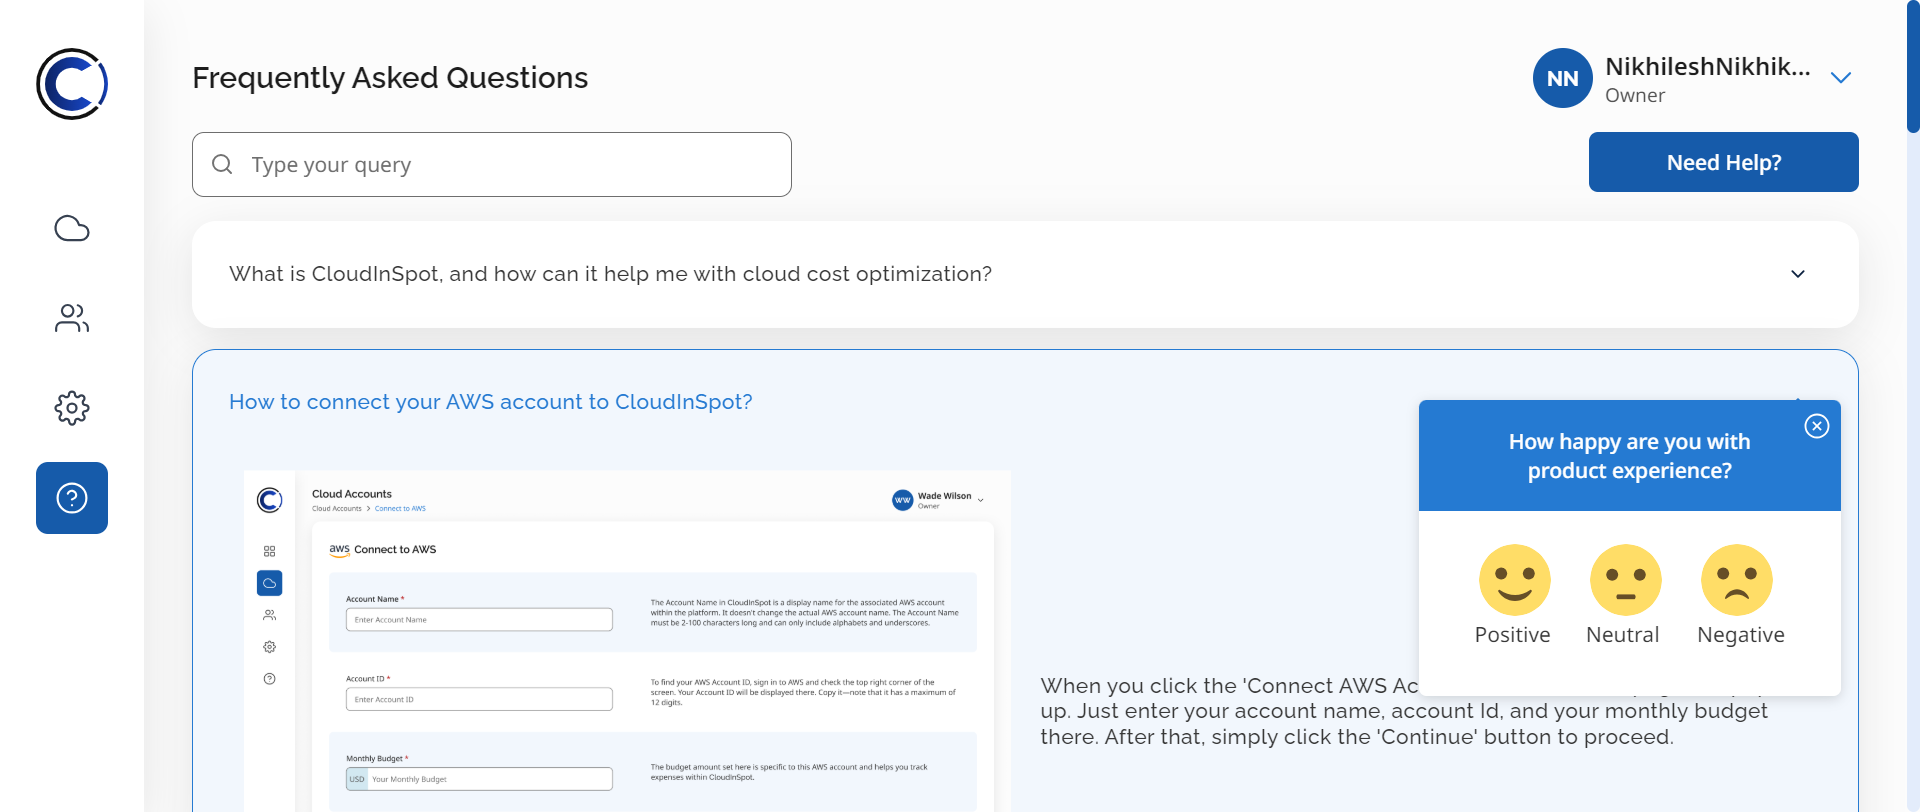 Frequently Asked Questions
NN
NikhileshNikhik...
Owner
Type your query
Need Help?
What is CloudInSpot, and how can it help me with cloud cost optimization?
How to connect your AWS account to CloudInSpot?
How happy are you with
product experience?
Positive
Neutral
Negative
Cloud Accounts
Cloud Accounts > Connect to AWS
WW
Wade Wilson
Owner
aws Connect to AWS
Account Name *
Enter Account Name
The Account Name in CloudInSpot is a display name for the associated AWS account
within the platform. It doesn't change the actual AWS account name. The Account Name
must be 2-100 characters long and can only include alphabets and underscores.
Account ID *
Enter Account ID
To find your AWS Account ID, sign in to AWS and check the top right corner of the
screen. Your Account ID will be displayed there. Copy it—note that it has a maximum of
12 digits.
Monthly Budget *
USD Your Monthly Budget
The budget amount set here is specific to this AWS account and helps you track
expenses within CloudInSpot.
When you click the 'Connect AWS Ac
up. Just enter your account name, account Id, and your monthly budget
there. After that, simply click the 'Continue' button to proceed.